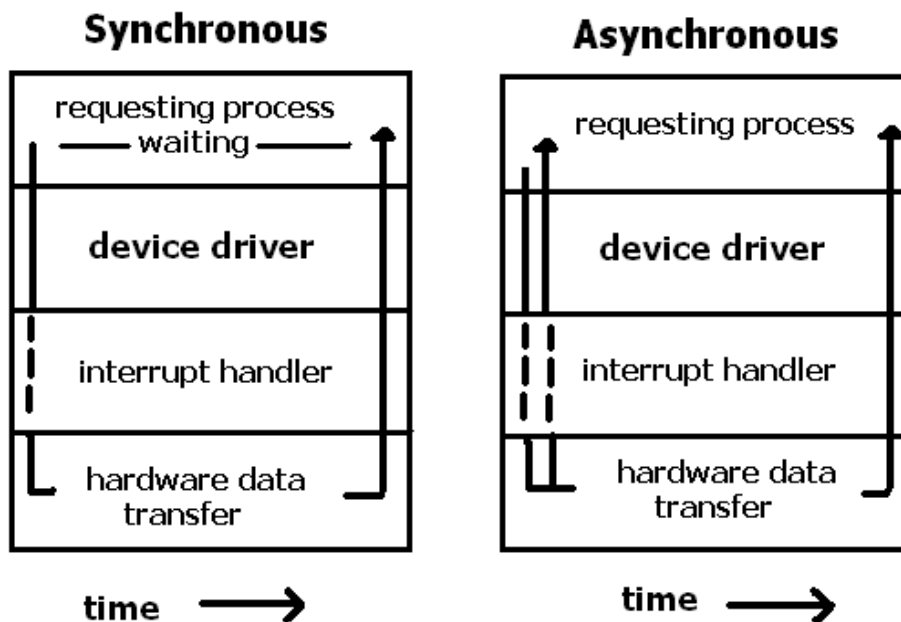 Synchronous
requesting process
waiting
device driver
interrupt handler
hardware data
transfer
time
Asynchronous
requesting process
device driver
interrupt handler
hardware data
transfer
time